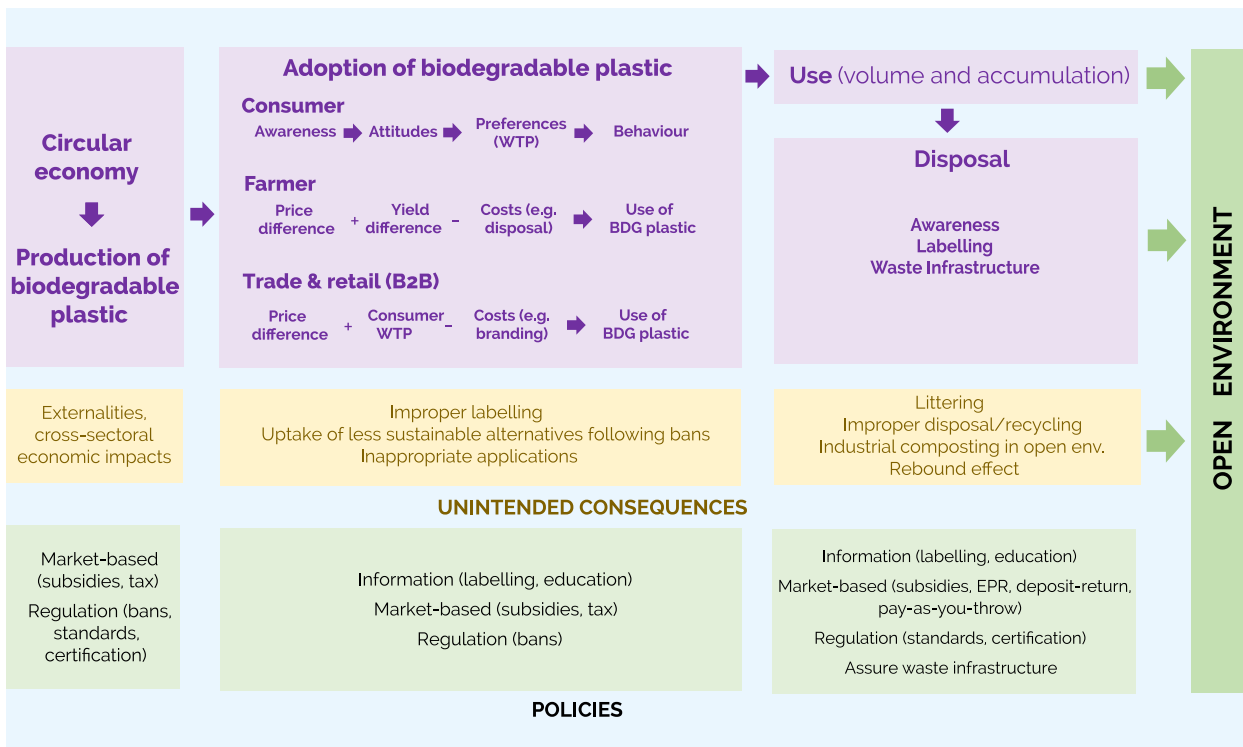 Circular
economy
Production of
biodegradable
plastic
Adoption of biodegradable plastic
Consumer
Awareness Attitudes Preferences Behaviour
(WTP)
Farmer
Price + Yield − Costs (e.g. Use of
difference difference disposal) BDG plastic
Trade & retail (B2B)
Price + Consumer − Costs (e.g. Use of
difference WTP branding) BDG plastic
Use (volume and accumulation)
Disposal
Awareness
Labelling
Waste Infrastructure
OPEN ENVIRONMENT
Externalities,
cross-sectoral
economic impacts
Improper labelling
Uptake of less sustainable alternatives following bans
Inappropriate applications
Littering
Improper disposal/recycling
Industrial composting in open env.
Rebound effect
UNINTENDED CONSEQUENCES
Market-based
(subsidies, tax)
Regulation (bans,
standards,
certification)
Information (labelling, education)
Market-based (subsidies, tax)
Regulation (bans)
Information (labelling, education)
Market-based (subsidies, EPR, deposit-return,
pay-as-you-throw)
Regulation (standards, certification)
Assure waste infrastructure
POLICIES